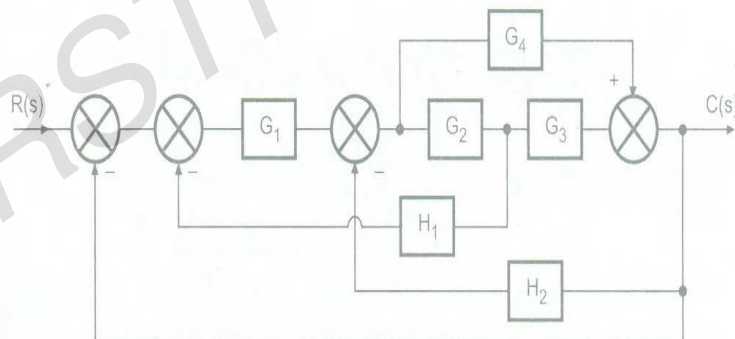 G₄
+
R(s)
C(s)
G₁
G₂
G₃
–
–
–
H₁
H₂